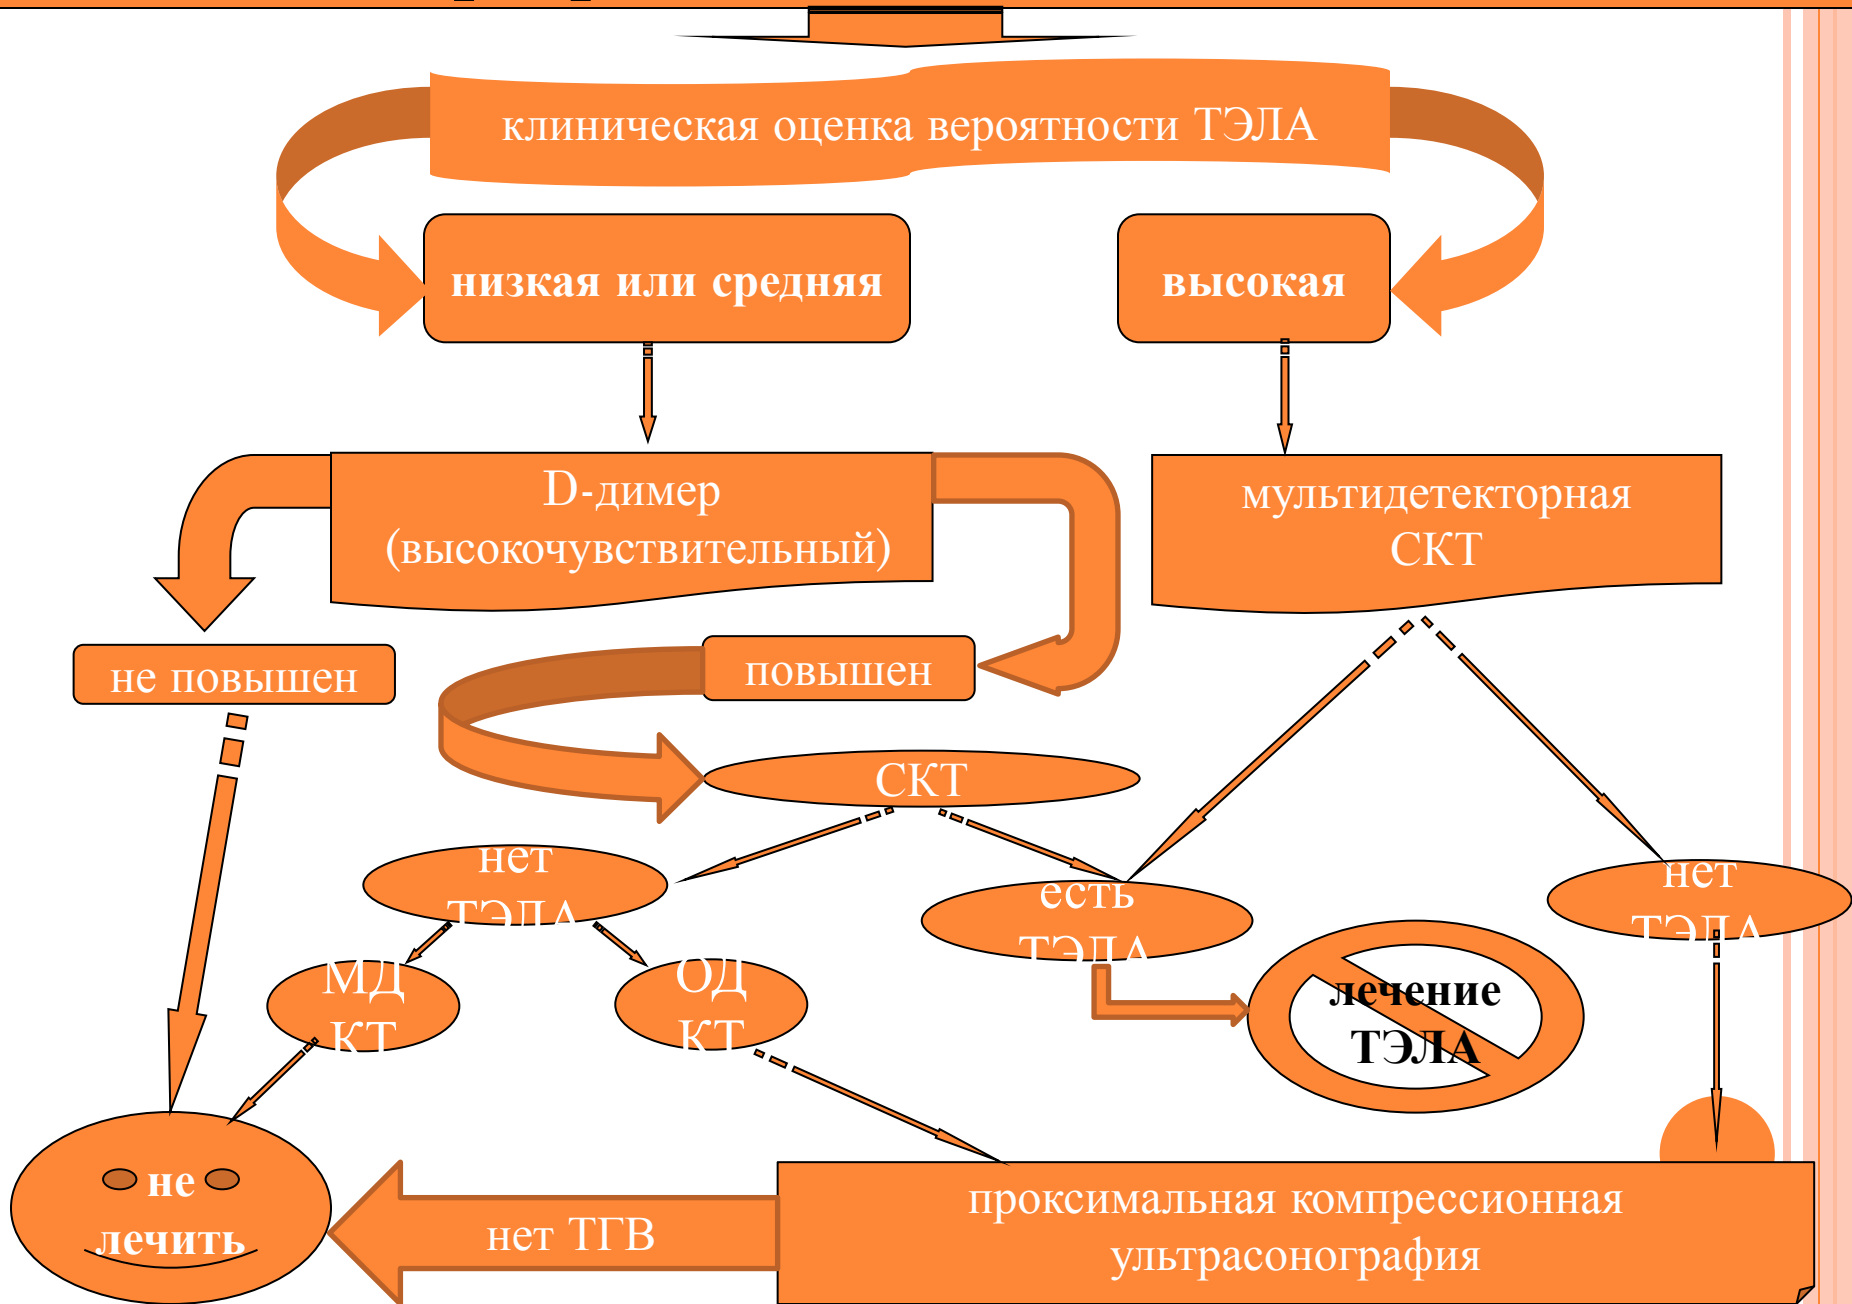 клиническая оценка вероятности ТЭЛА
низкая или средняя
высокая
D-димер
(высокочувствительный)
мультидетекторная
СКТ
не повышен
повышен
СКТ
нет
ТЭЛА
есть
ТЭЛА
нет
ТЭЛА
МД
КТ
ОД
КТ
лечение
ТЭЛА
не
лечить
нет ТГВ
проксимальная компрессионная
ультрасонография